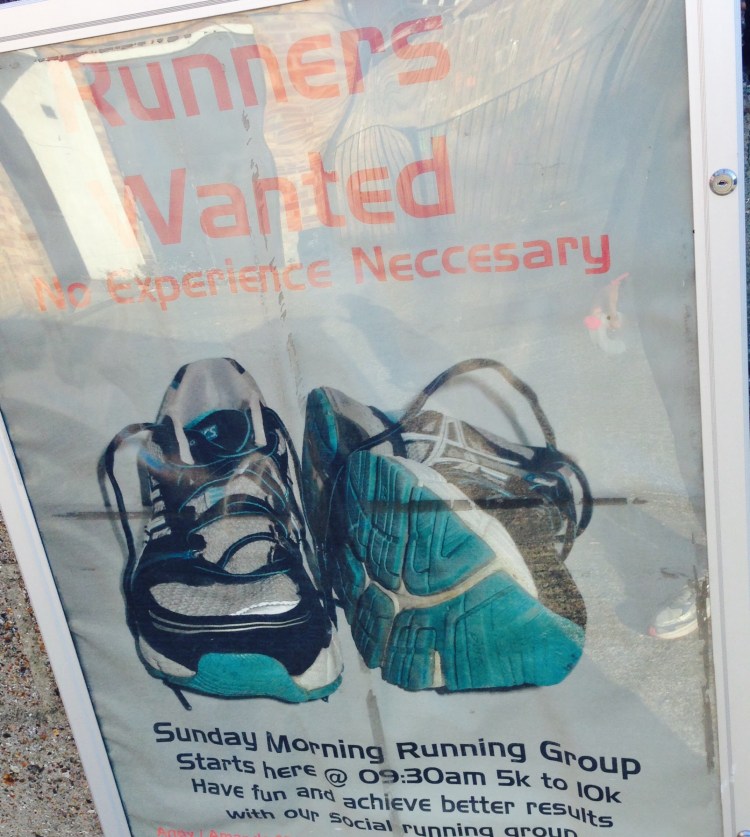 Runners
Wanted
No Experience Neccesary
Sunday Morning Running Group
Starts here @ 09:30am 5k to 10k
Have fun and achieve better results
with our Social running group